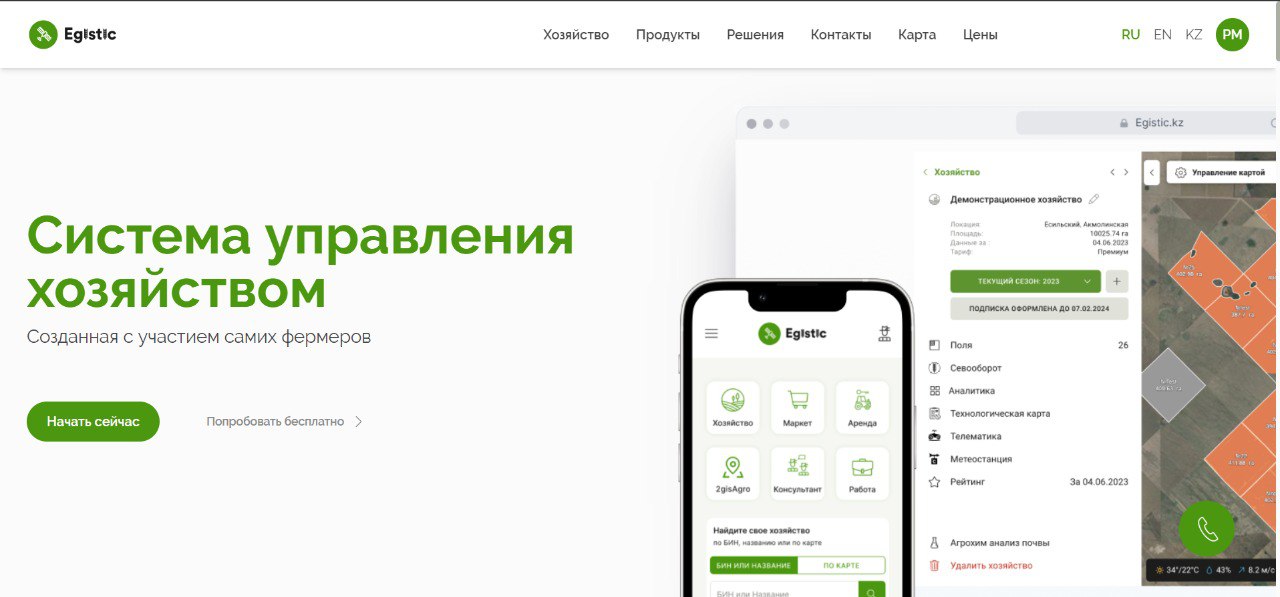 Egistic
Хозяйство Продукты Решения Контакты Карта Цены
RU EN KZ PM
Система управления
хозяйством
Созданная с участием самих фермеров
Начать сейчас Попробовать бесплатно
Egistic.kz
Хозяйство
Управление картой
Демонстрационное хозяйство
Локация: Есильский, Акмолинская
Площадь: 10025.74 га
Данные за : 04.06.2023
Тариф: Премиум
ТЕКУЩИЙ СЕЗОН: 2023
ПОДПИСКА ОФОРМЛЕНА ДО 07.02.2024
Поля 26
Севооборот
Аналитика
Технологическая карта
Телематика
Метеостанция
Рейтинг За 04.06.2023
Агрохим анализ почвы
Удалить хозяйство
34°/22°C 43% 8.2 м/с
Egistic
Хозяйство Маркет Аренда
2gisAgro Консультант Работа
Найдите свое хозяйство
по БИН, названию или по карте
БИН ИЛИ НАЗВАНИЕ ПО КАРТЕ
БИН или Название